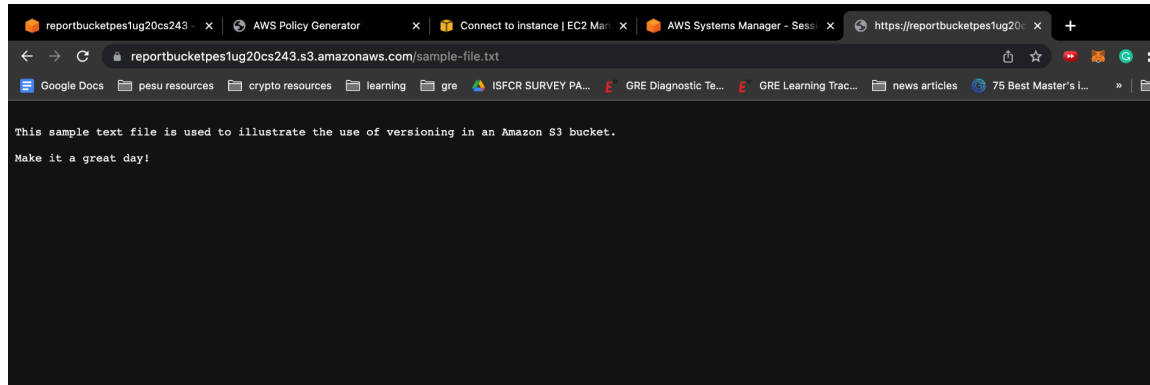 reportbucketpes1ug20cs243 -
AWS Policy Generator
Connect to instance | EC2 Man
AWS Systems Manager - Sessi
https://reportbucketpes1ug20c
reportbucketpes1ug20cs243.s3.amazonaws.com/sample-file.txt
Google Docs
pesu resources
crypto resources
learning
gre
ISFCR SURVEY PA...
GRE Diagnostic Te...
GRE Learning Trac...
news articles
75 Best Master's i...
»
This sample text file is used to illustrate the use of versioning in an Amazon S3 bucket.
Make it a great day!